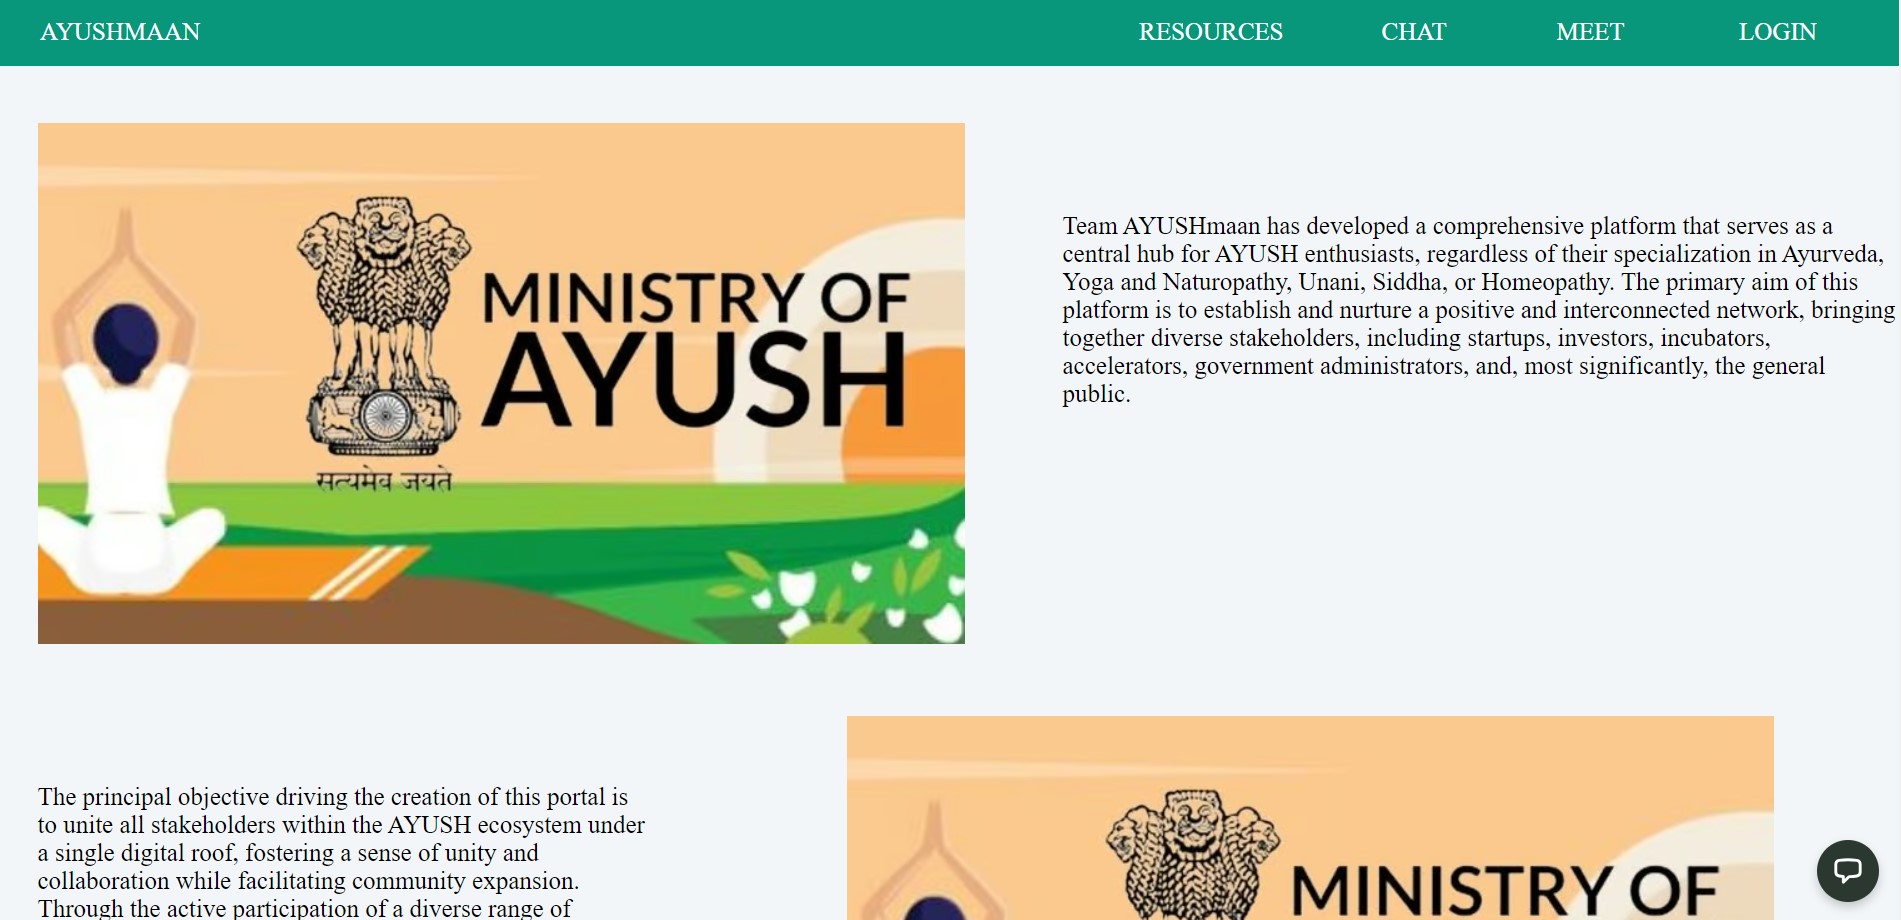 AYUSHMAAN
RESOURCES
CHAT
MEET
LOGIN
MINISTRY OF
AYUSH
सत्यमेव जयते
Team AYUSHmaan has developed a comprehensive platform that serves as a
central hub for AYUSH enthusiasts, regardless of their specialization in Ayurveda,
Yoga and Naturopathy, Unani, Siddha, or Homeopathy. The primary aim of this
platform is to establish and nurture a positive and interconnected network, bringing
together diverse stakeholders, including startups, investors, incubators,
accelerators, government administrators, and, most significantly, the general
public.
The principal objective driving the creation of this portal is
to unite all stakeholders within the AYUSH ecosystem under
a single digital roof, fostering a sense of unity and
collaboration while facilitating community expansion.
Through the active participation of a diverse range of
MINISTRY OF